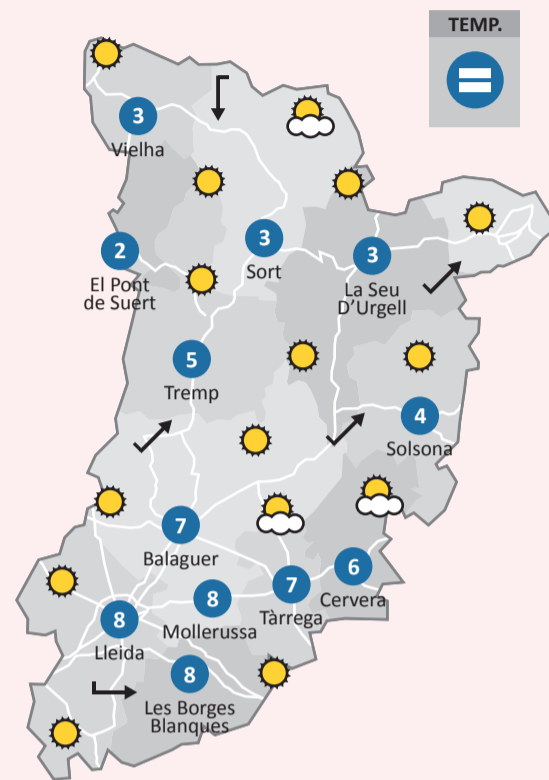 TEMP.
3
Vielha
2
El Pont
de Suert
3
Sort
3
La Seu
D'Urgell
5
Tremp
4
Solsona
7
Balaguer
8
Lleida
8
Mollerussa
7
Tàrrega
6
Cervera
8
Les Borges
Blanques